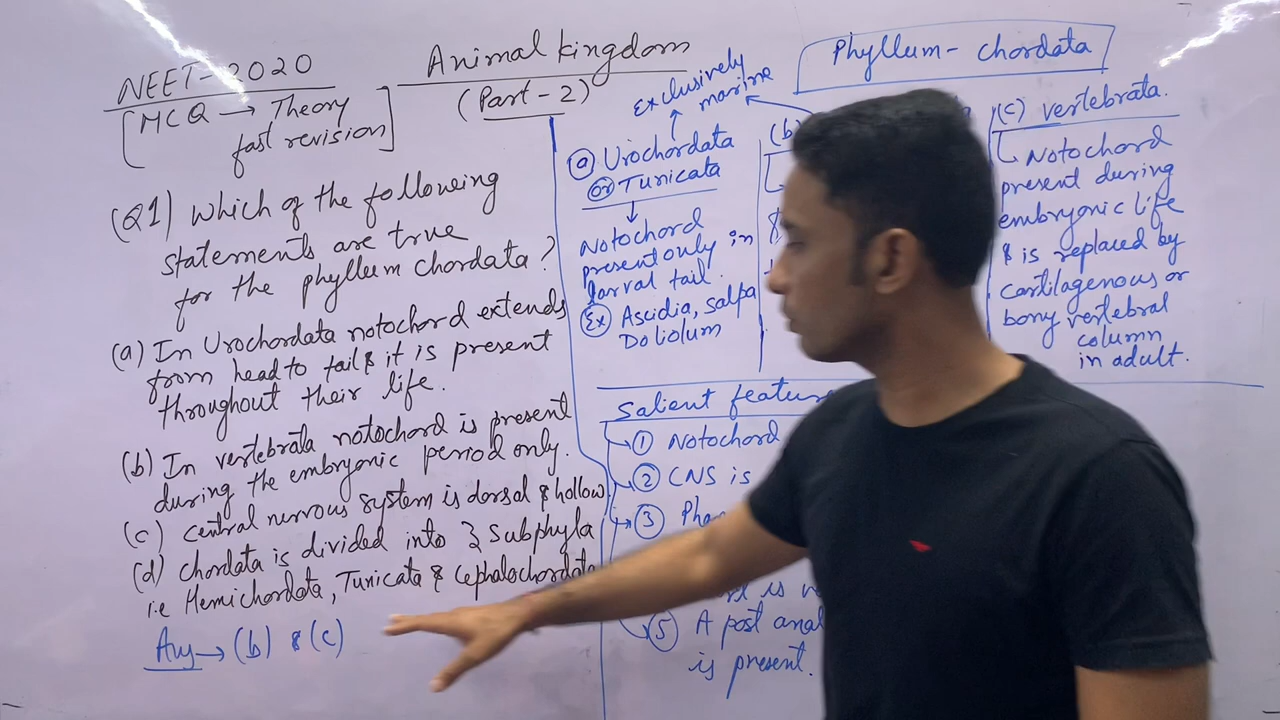 NEET-2020
[MCQ → Theory
fast revision]
Animal kingdom
(Part-2)
(Q1) which of the following
statements are true
for the phyllum chordata?
(a) In Urochordata notochord extends
from head to tail & it is present
throughout their life.
(b) In vertebrata notochord is present
during the embryonic period only.
(c) central nervous system is dorsal & hollow
(d) chordata is divided into 3 subphyla
i.e Hemichordata, Tunicata & Cephalochordata
Ans → (b) & (c)
Phyllum - chordata
Exclusively
marine
(a) Urochordata
(or) Tunicata
Notochord
present only in
larval tail.
(Ex) Ascidia, salpa
Doliolum
(b)
(c) vertebrata.
Notochord
present during
embryonic life
& is replaced by
cartilagenous or
bony vertebral
column
in adult.
Salient feature
(1) Notochord
(2) CNS is
(3)
is
(5) A post anal
is present.